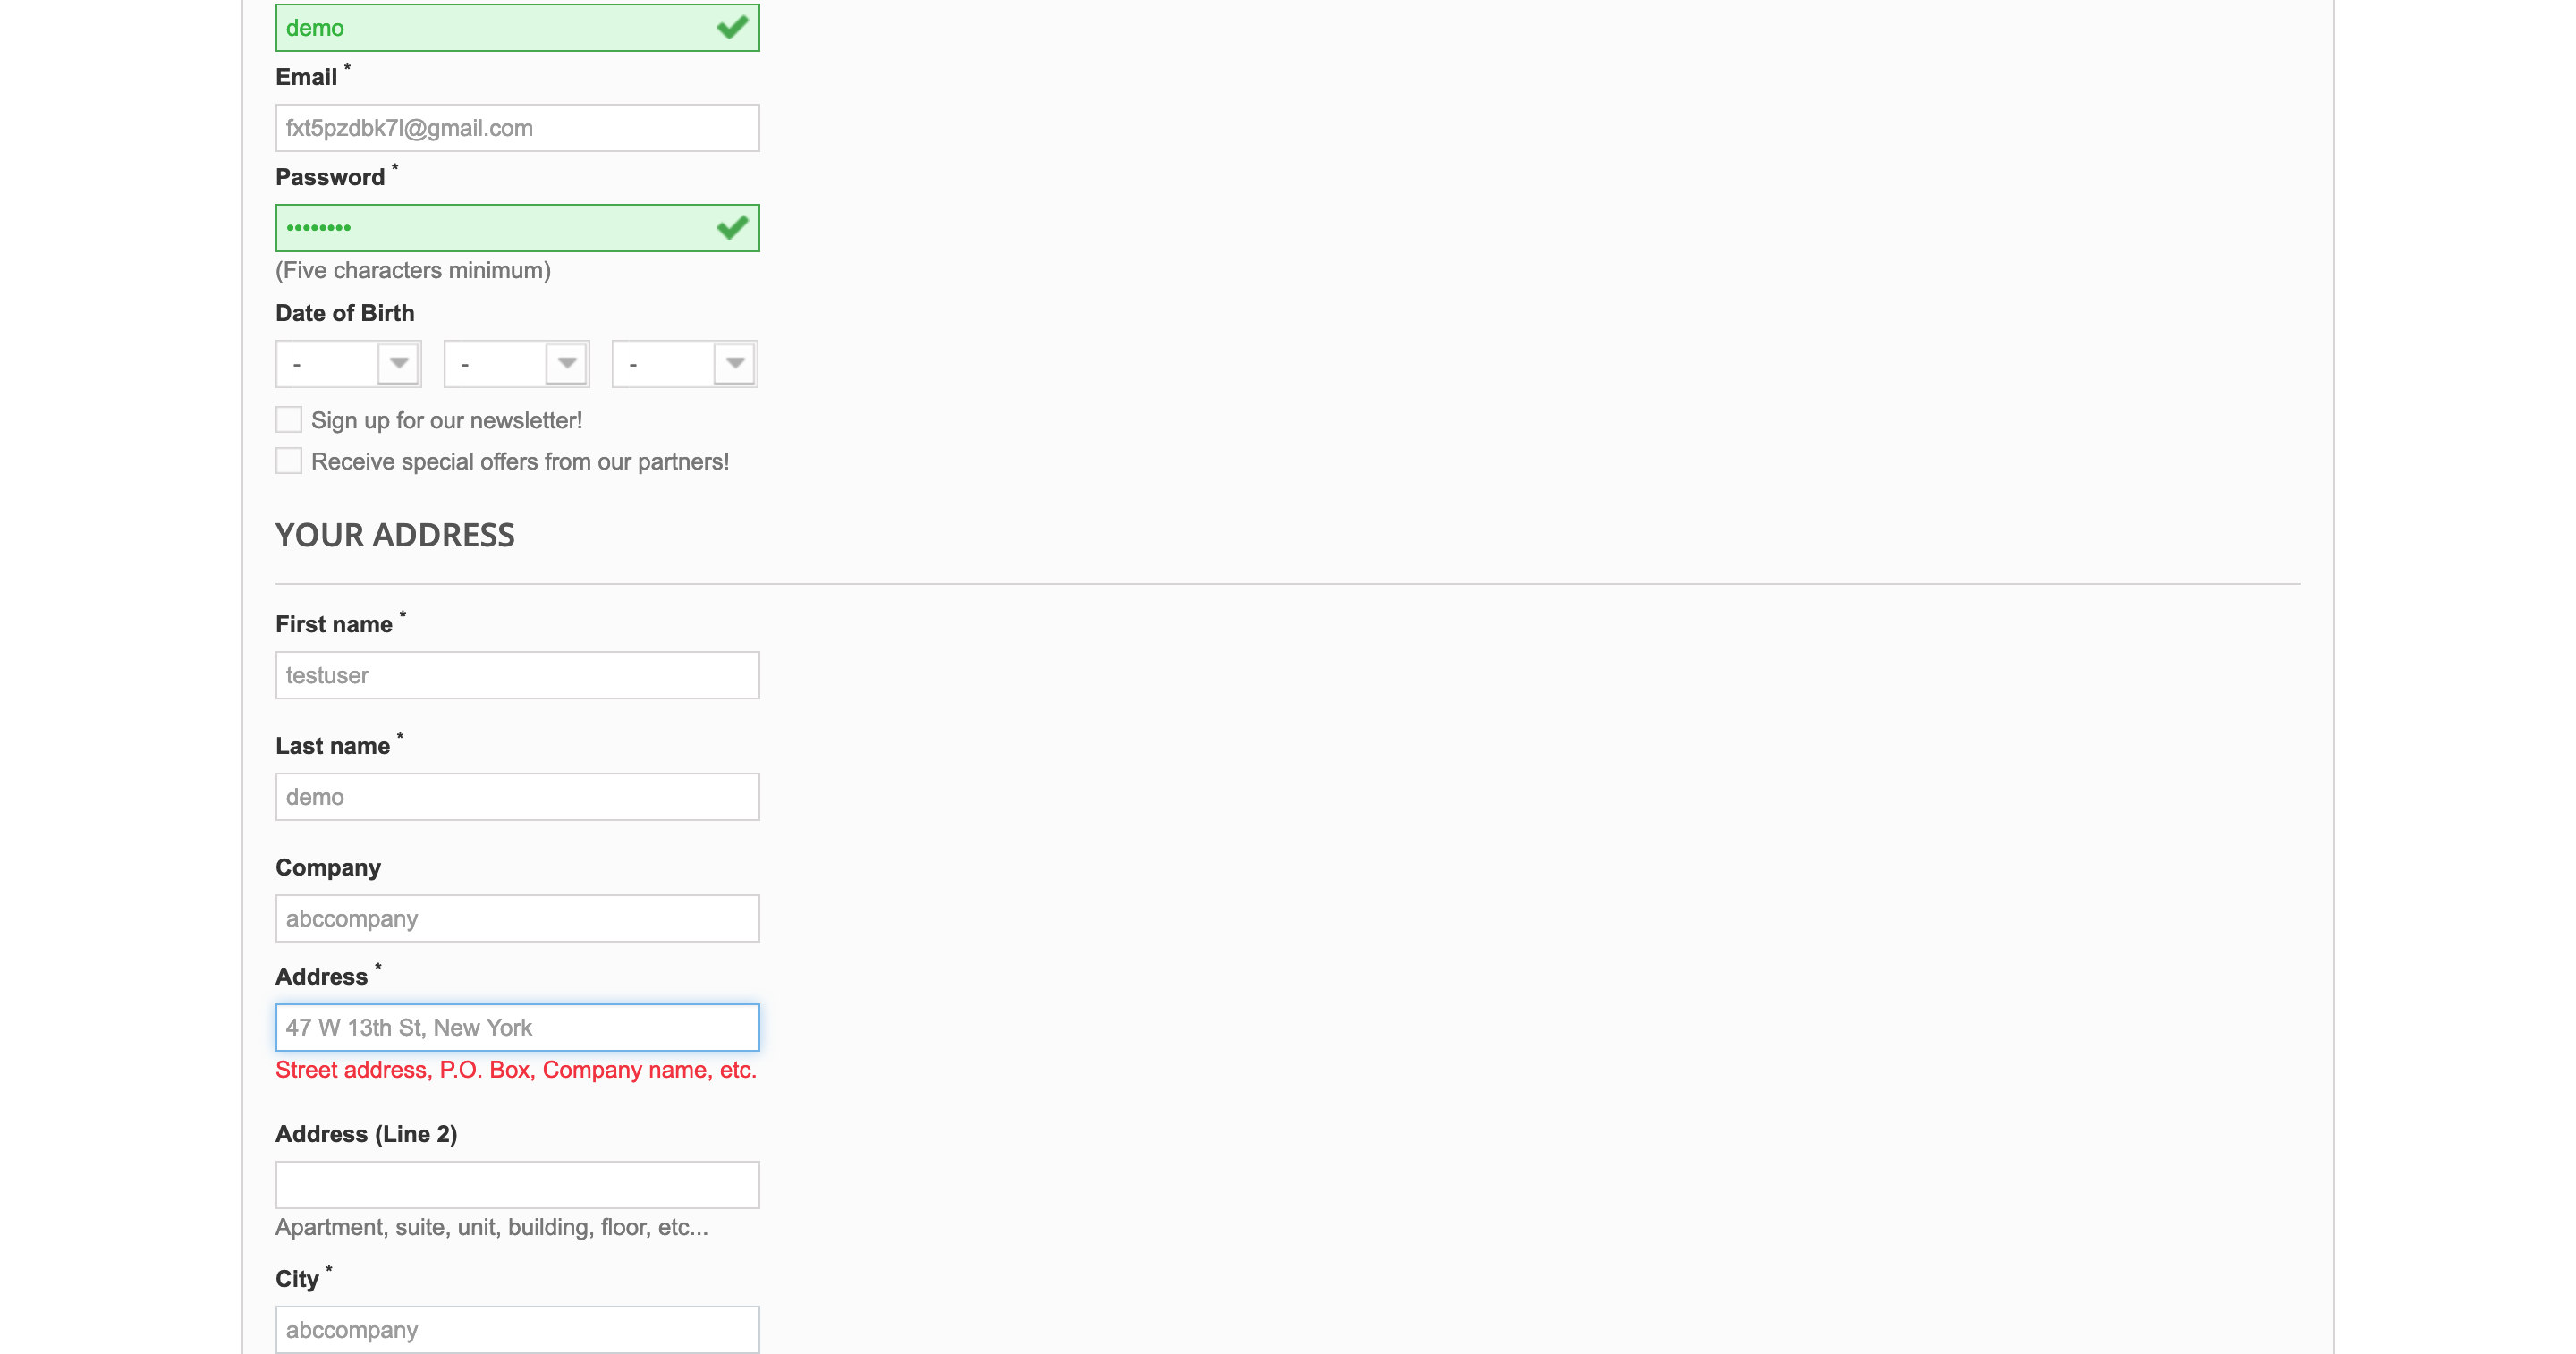 demo
Email *
fxt5pzdbk7l@gmail.com
Password *
••••••••
(Five characters minimum)
Date of Birth
- - -
Sign up for our newsletter!
Receive special offers from our partners!
YOUR ADDRESS
First name *
testuser
Last name *
demo
Company
abccompany
Address *
47 W 13th St, New York
Street address, P.O. Box, Company name, etc.
Address (Line 2)
Apartment, suite, unit, building, floor, etc...
City *
abccompany